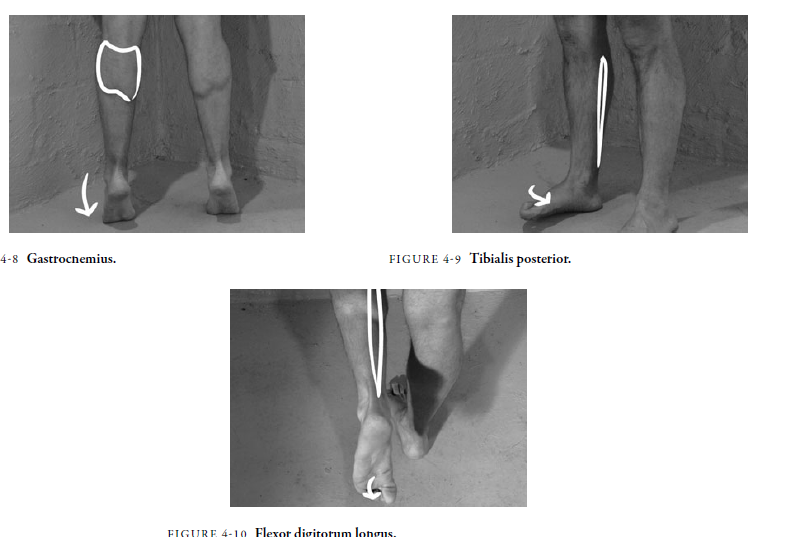 4-8 Gastrocnemius.
FIGURE 4-9 Tibialis posterior.
FIGURE 4-10 Flexor digitorum longus.